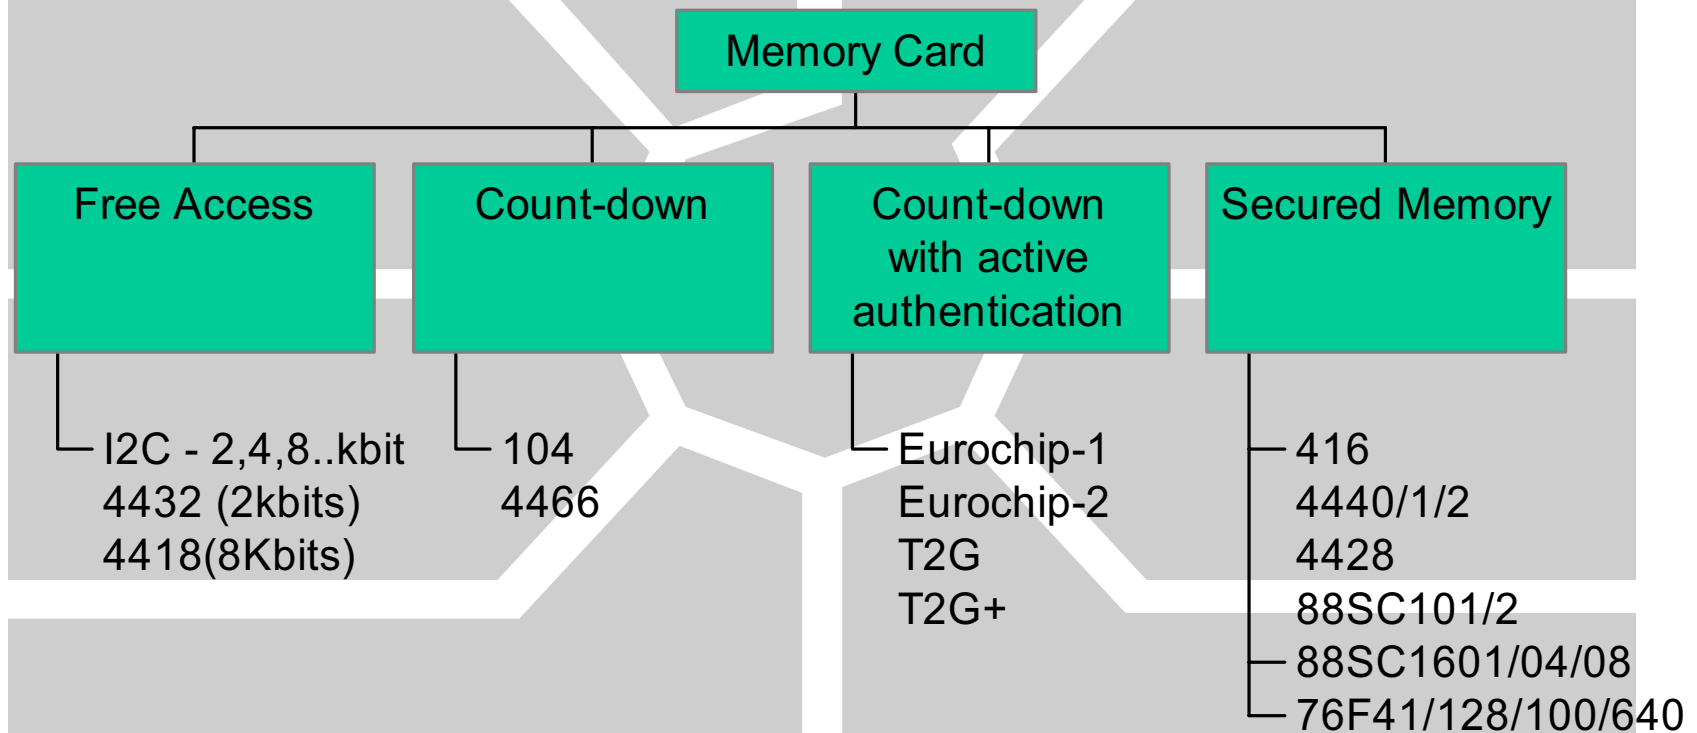 Memory Card
Free Access
Count-down
Count-down
with active
authentication
Secured Memory
I2C - 2,4,8..kbit
4432 (2kbits)
4418(8Kbits)
104
4466
Eurochip-1
Eurochip-2
T2G
T2G+
416
4440/1/2
4428
88SC101/2
88SC1601/04/08
76F41/128/100/640